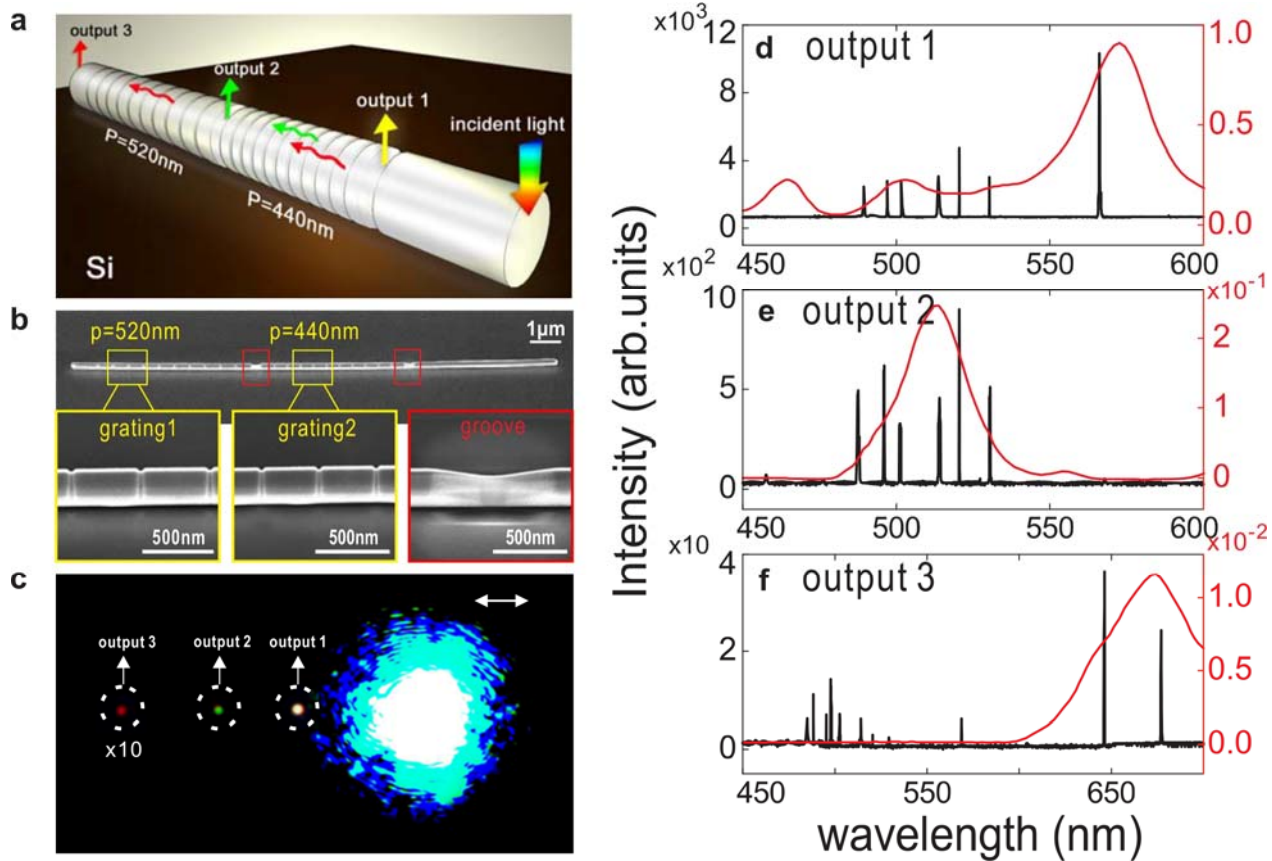 a
output 3
output 2
output 1
incident light
P=520nm
P=440nm
Si
b
p=520nm
p=440nm
1μm
grating1
grating2
groove
500nm
500nm
500nm
c
output 3
output 2
output 1
x10
Intensity (arb.units)
x10³
d output 1
12
8
4
0
1.0
0.5
0.0
450 500 550 600
x10²
e output 2
10
5
0
x10⁻¹
2
1
0
450 500 550 600
x10
f output 3
4
2
0
x10⁻²
1.0
0.5
0.0
450 550 650
wavelength (nm)